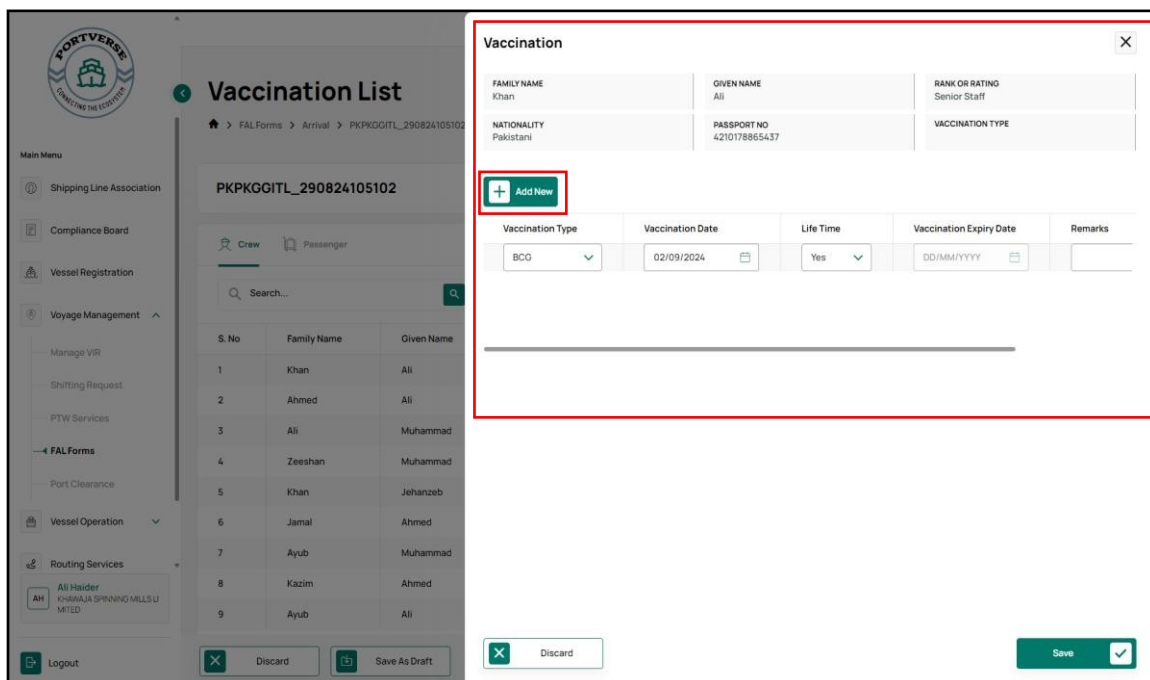 PORTVERSE
CONNECTING THE ECOSYSTEM
Main Menu
Shipping Line Association
Compliance Board
Vessel Registration
Voyage Management
Manage VIR
Shifting Request
PTW Services
FAL Forms
Port Clearance
Vessel Operation
Routing Services
AH
Ali Haider
KHAWAJA SPINNING MILLS LI
MITED
Logout
Vaccination List
> FAL Forms > Arrival > PKPKGGITL_290824105102
PKPKGGITL_290824105102
Crew Passenger
Search...
S. No Family Name Given Name
1 Khan Ali
2 Ahmed Ali
3 Ali Muhammad
4 Zeeshan Muhammad
5 Khan Jehanzeb
6 Jamal Ahmed
7 Ayub Muhammad
8 Kazim Ahmed
9 Ayub Ali
Discard Save As Draft
Vaccination
FAMILY NAME GIVEN NAME RANK OR RATING
Khan Ali Senior Staff
NATIONALITY PASSPORT NO VACCINATION TYPE
Pakistani 4210178865437
Add New
Vaccination Type Vaccination Date Life Time Vaccination Expiry Date Remarks
BCG 02/09/2024 Yes DD/MM/YYYY
Discard Save